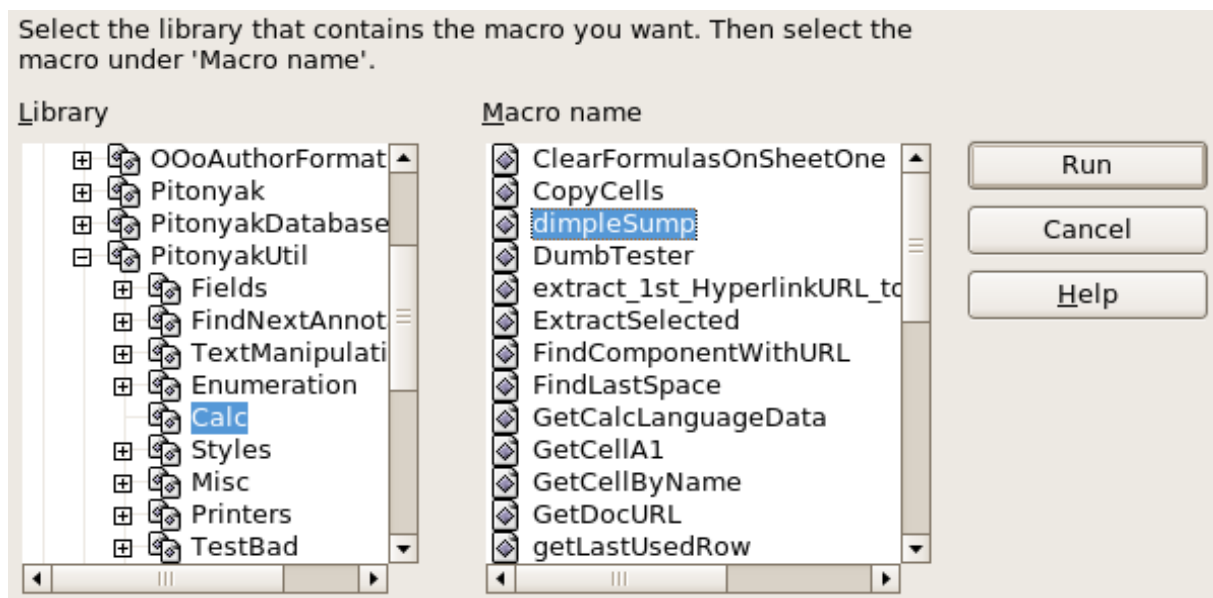 Select the library that contains the macro you want. Then select the
macro under 'Macro name'.
Library
OOoAuthorFormat
Pitonyak
PitonyakDatabase
PitonyakUtil
Fields
FindNextAnnot
TextManipulati
Enumeration
Calc
Styles
Misc
Printers
TestBad
Macro name
ClearFormulasOnSheetOne
CopyCells
dimpleSump
DumbTester
extract_1st_HyperlinkURL_to
ExtractSelected
FindComponentWithURL
FindLastSpace
GetCalcLanguageData
GetCellA1
GetCellByName
GetDocURL
getLastUsedRow
Run
Cancel
Help